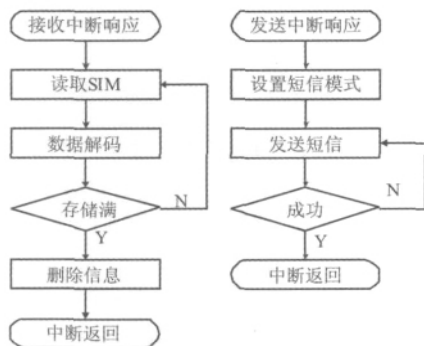 接收中断响应
读取SIM
数据解码
存储满
N
Y
删除信息
中断返回
发送中断响应
设置短信模式
发送短信
成功
N
Y
中断返回